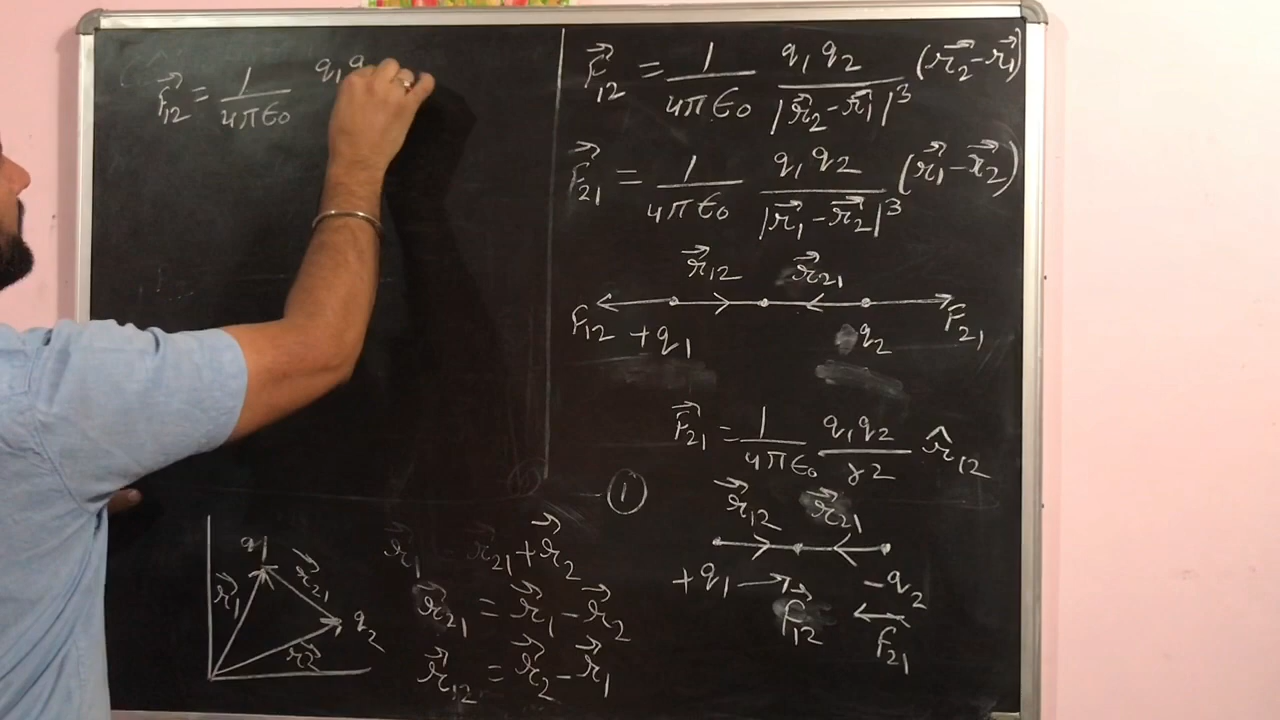 F⃗₁₂ = 1/4πϵ₀ q₁q
F⃗₁₂ = 1/4πϵ₀ q₁q₂/|r⃗₂-r⃗₁|³ (r⃗₂-r⃗₁)
F⃗₂₁ = 1/4πϵ₀ q₁q₂/|r⃗₁-r⃗₂|³ (r⃗₁-r⃗₂)
r⃗₁₂ r⃗₂₁
F₁₂ +q₁ q₂ F₂₁
F⃗₂₁ = 1/4πϵ₀ q₁q₂/r2 r̂₁₂
①
r⃗₁₂ r⃗₂₁
+q₁ → F⃗₁₂ -q₂ F⃗₂₁
q₁ r⃗₁ r⃗₂₁ q₂ r⃗₂
r⃗₁ r⃗₂₁+r⃗₂
r⃗₂₁ = r⃗₁-r⃗₂
r⃗₁₂ = r⃗₂-r⃗₁